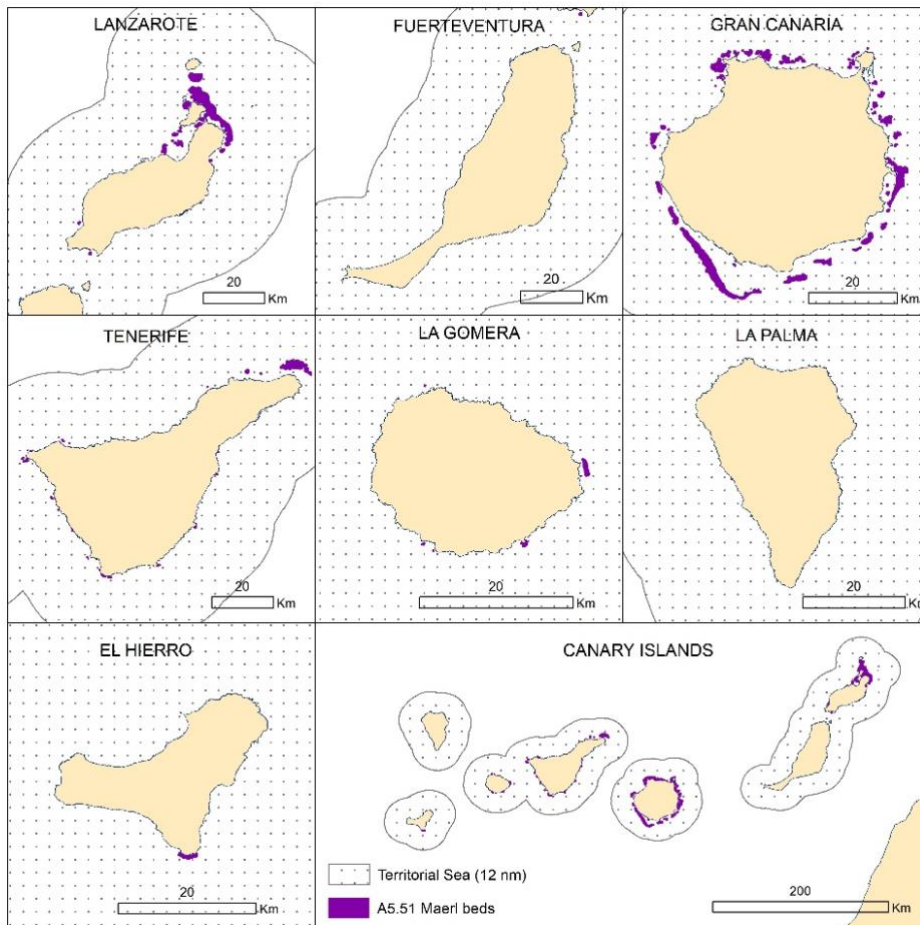 LANZAROTE
20
Km
FUERTEVENTURA
20
Km
GRAN CANARIA
20
Km
TENERIFE
20
Km
LA GOMERA
20
Km
LA PALMA
20
Km
EL HIERRO
20
Km
CANARY ISLANDS
Territorial Sea (12 nm)
A5.51 Maerl beds
200
Km